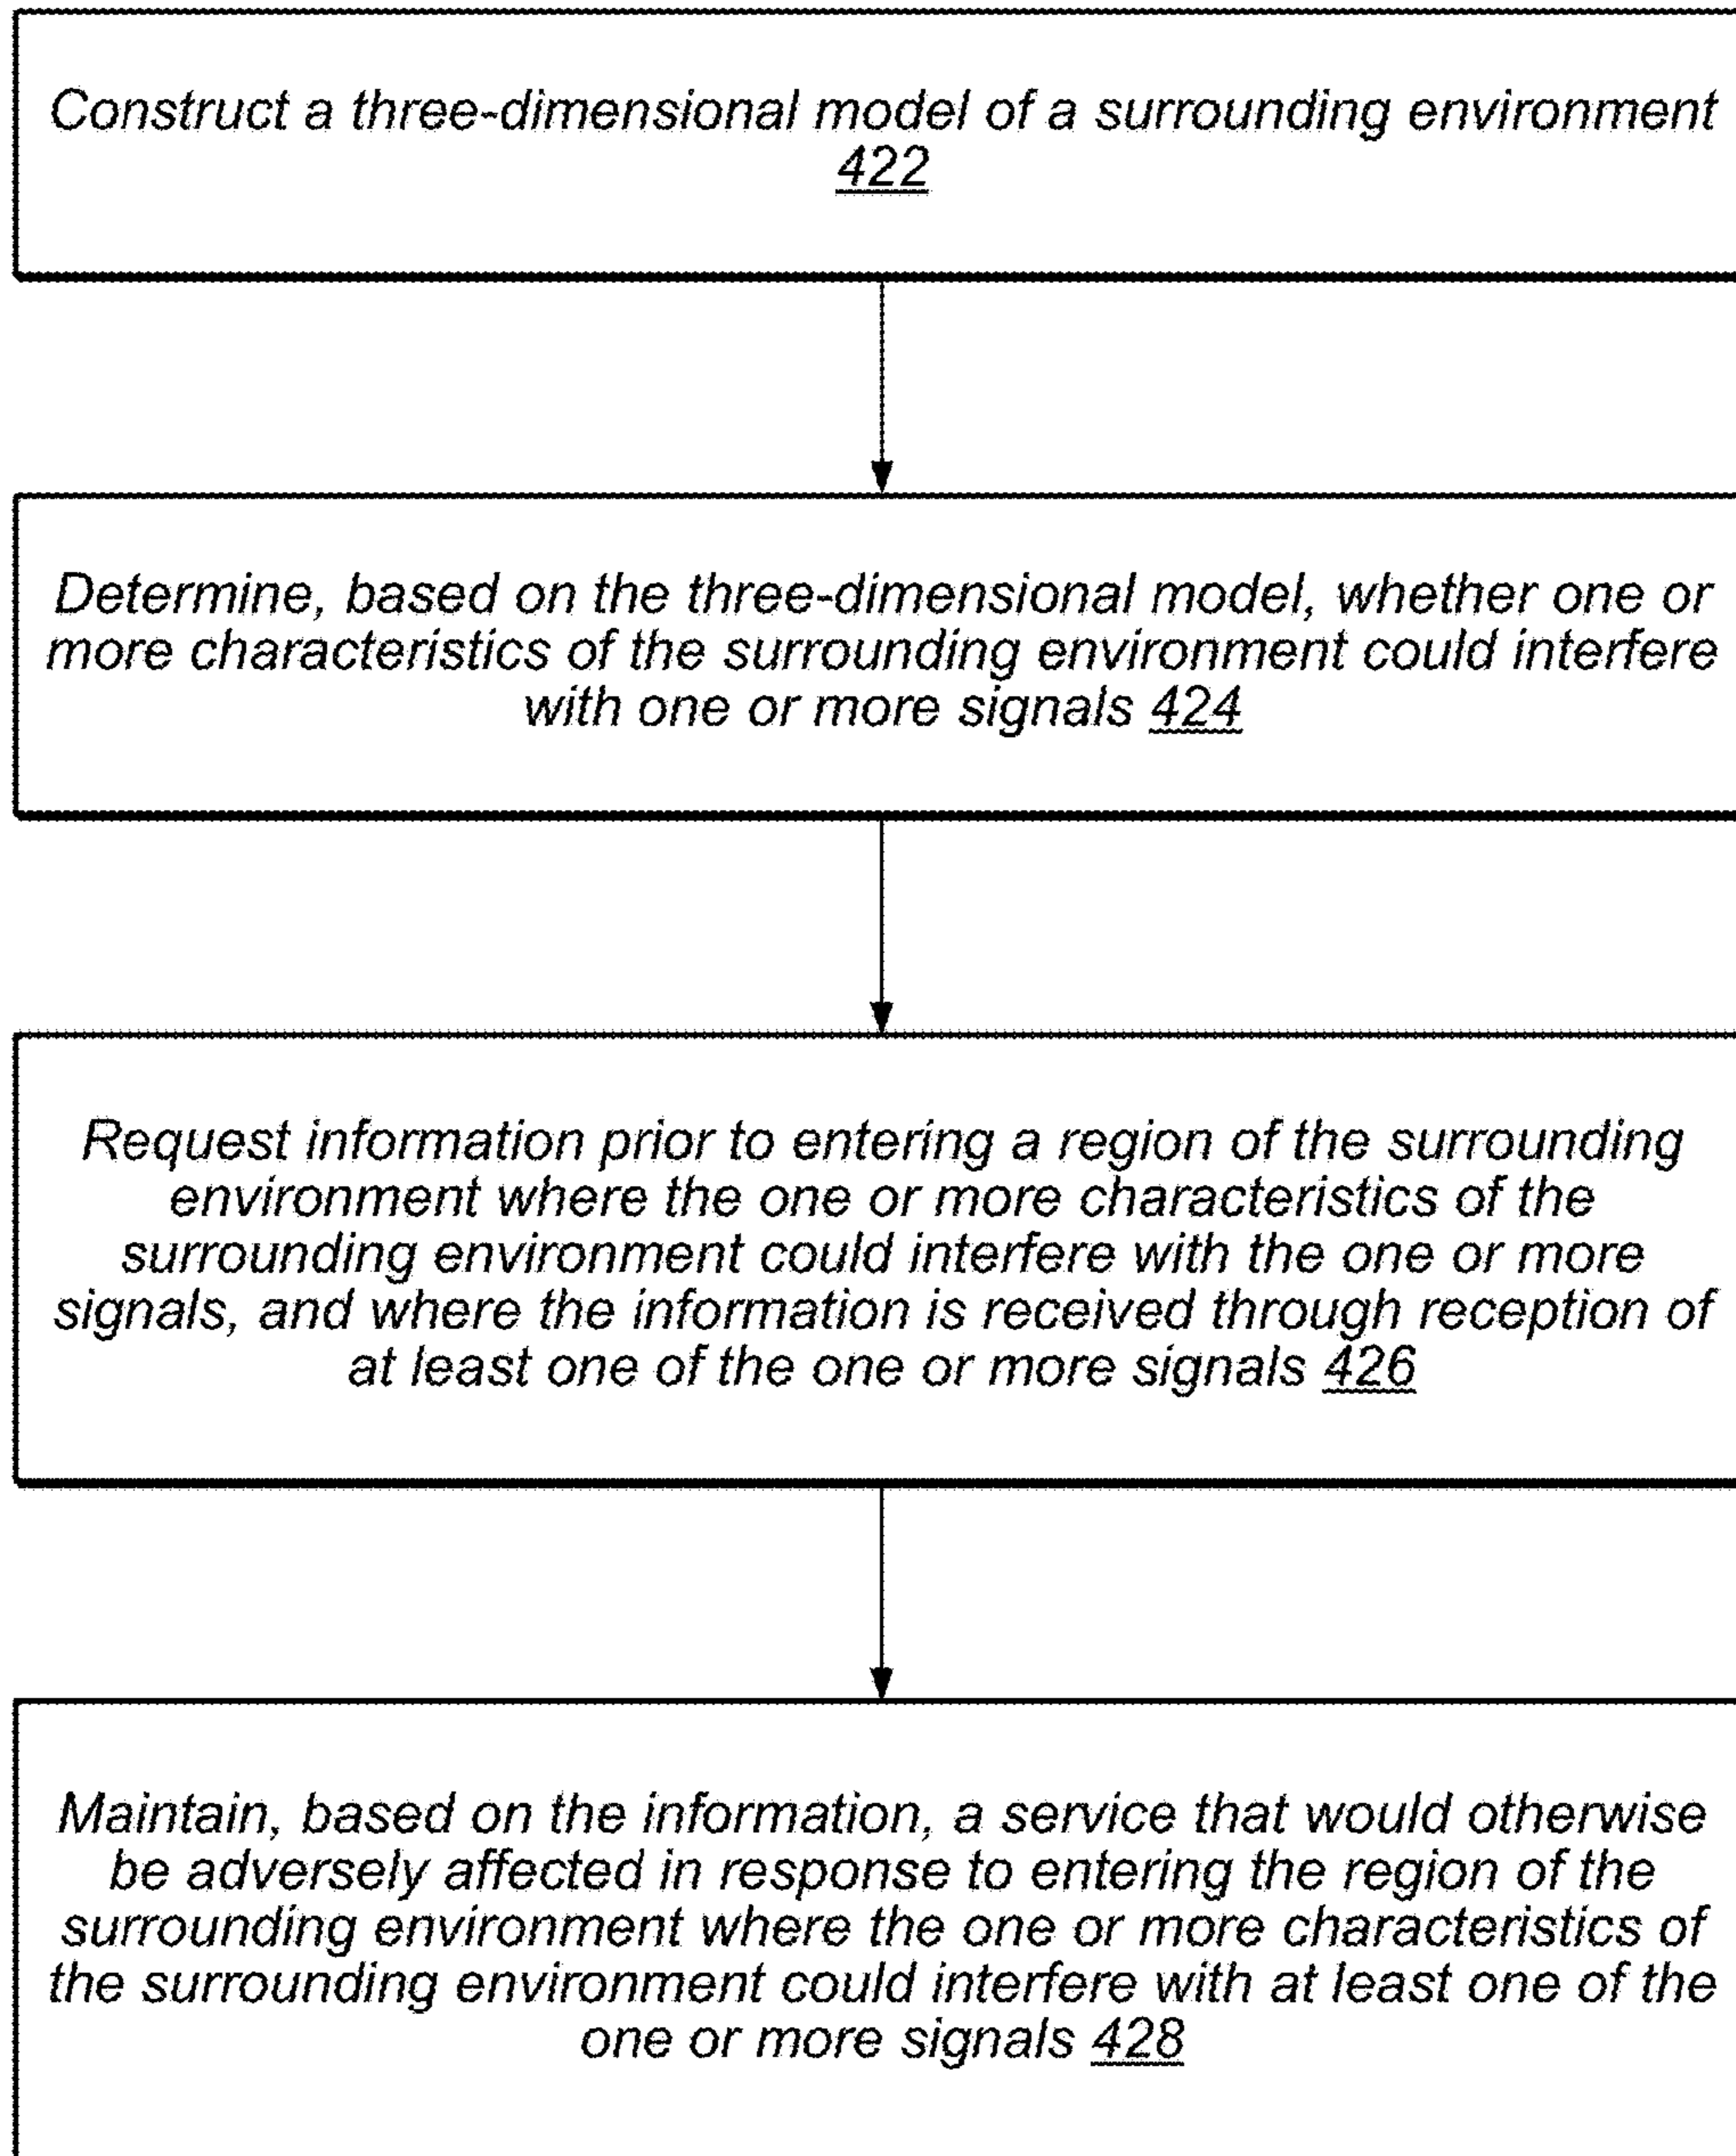 Construct a three-dimensional model of a surrounding environment
422
Determine, based on the three-dimensional model, whether one or
more characteristics of the surrounding environment could interfere
with one or more signals 424
Request information prior to entering a region of the surrounding
environment where the one or more characteristics of the
surrounding environment could interfere with the one or more
signals, and where the information is received through reception of
at least one of the one or more signals 426
Maintain, based on the information, a service that would otherwise
be adversely affected in response to entering the region of the
surrounding environment where the one or more characteristics of
the surrounding environment could interfere with at least one of the
one or more signals 428